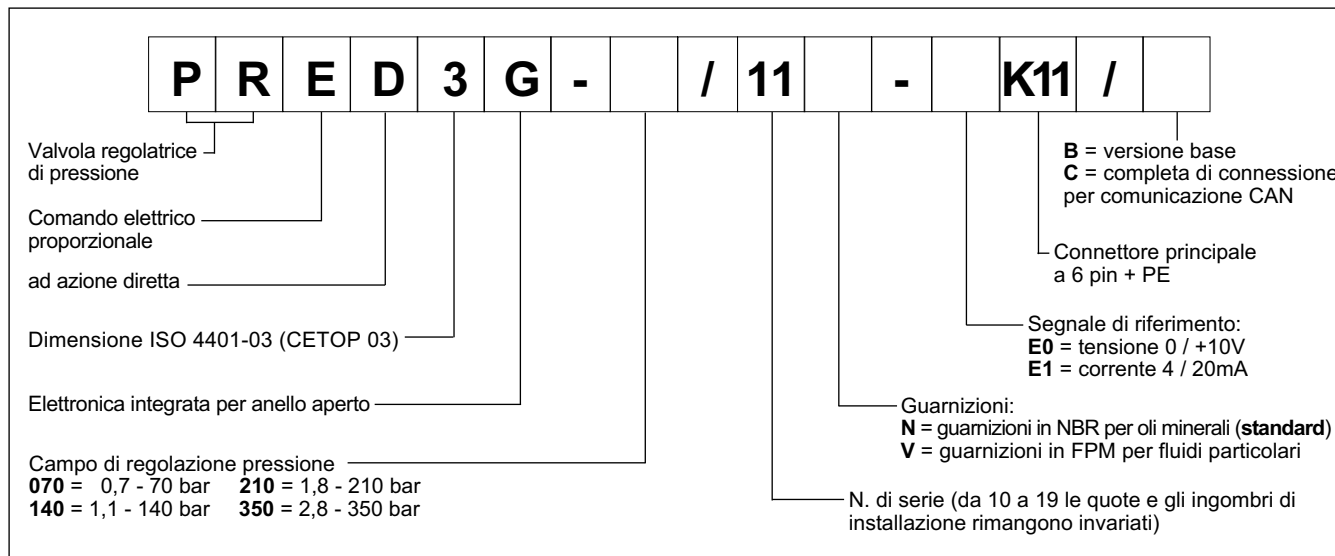 P R E D 3 G - / 11 - K11 /
Valvola regolatrice
di pressione
Comando elettrico
proporzionale
ad azione diretta
Dimensione ISO 4401-03 (CETOP 03)
Elettronica integrata per anello aperto
Campo di regolazione pressione
070 = 0,7 - 70 bar 210 = 1,8 - 210 bar
140 = 1,1 - 140 bar 350 = 2,8 - 350 bar
B = versione base
C = completa di connessione
per comunicazione CAN
Connettore principale
a 6 pin + PE
Segnale di riferimento:
E0 = tensione 0 / +10V
E1 = corrente 4 / 20mA
Guarnizioni:
N = guarnizioni in NBR per oli minerali (standard)
V = guarnizioni in FPM per fluidi particolari
N. di serie (da 10 a 19 le quote e gli ingombri di
installazione rimangono invariati)